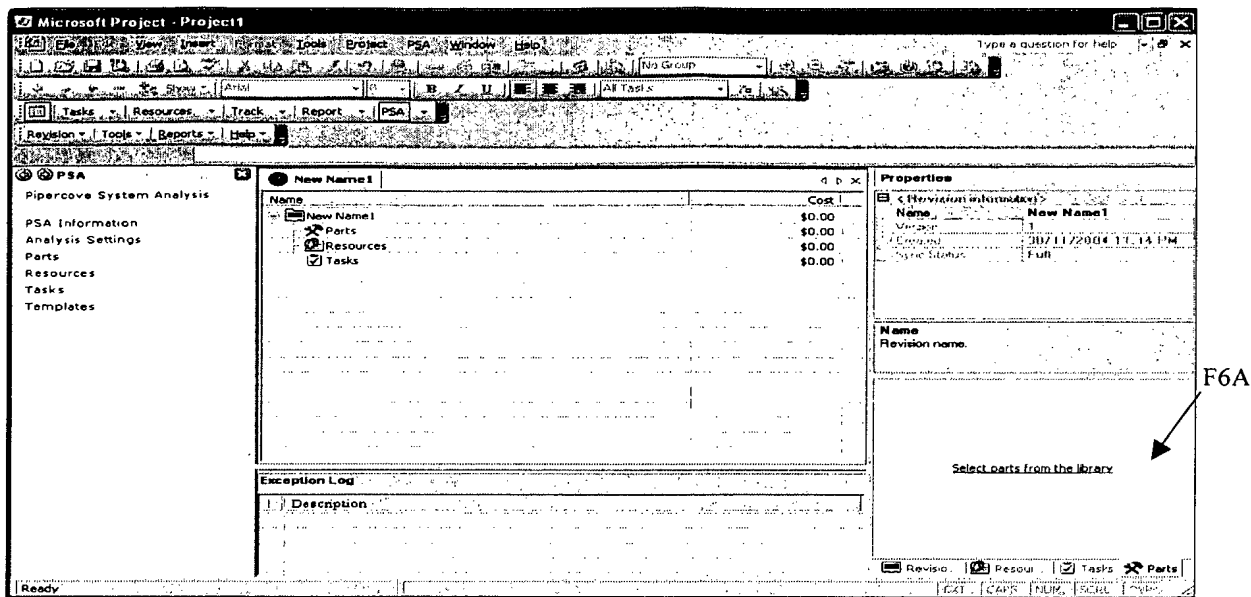 Microsoft Project - Project1
File View Insert Format Tools Project PSA Window Help Type a question for help
No Group
Show Arial 8 B I U All Tasks
Tasks Resources Track Report PSA
Revision Tools Reports Help
PSA
Pipercove System Analysis
PSA Information
Analysis Settings
Parts
Resources
Tasks
Templates
New Name1
Name Cost
New Name1 $0.00
Parts $0.00
Resources $0.00
Tasks $0.00
Exception Log
! Description
Properties
<Revision information>
Name New Name1
Version 1
Created
Sync Status Full
Name
Revision name.
F6A
Select parts from the library
Revisio. Resour. Tasks Parts
Ready EXT CAPS NUM SCRL